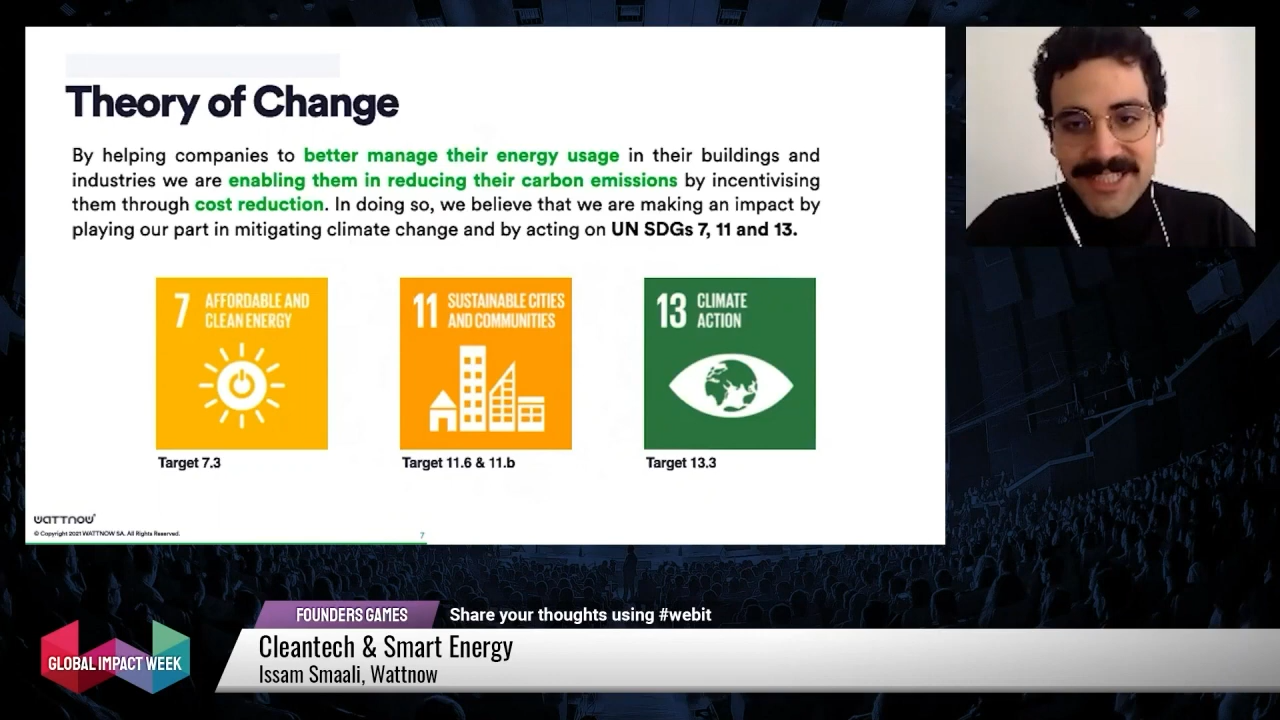 Theory of Change
By helping companies to better manage their energy usage in their buildings and
industries we are enabling them in reducing their carbon emissions by incentivising
them through cost reduction. In doing so, we believe that we are making an impact by
playing our part in mitigating climate change and by acting on UN SDGs 7, 11 and 13.
7 AFFORDABLE AND
CLEAN ENERGY
11 SUSTAINABLE CITIES
AND COMMUNITIES
13 CLIMATE
ACTION
Target 7.3
Target 11.6 & 11.b
Target 13.3
wattnow
© Copyright 2021 WATTNOW SA. All Rights Reserved.
7
FOUNDERS GAMES
Share your thoughts using #webit
GLOBAL IMPACT WEEK
Cleantech & Smart Energy
Issam Smaali, Wattnow